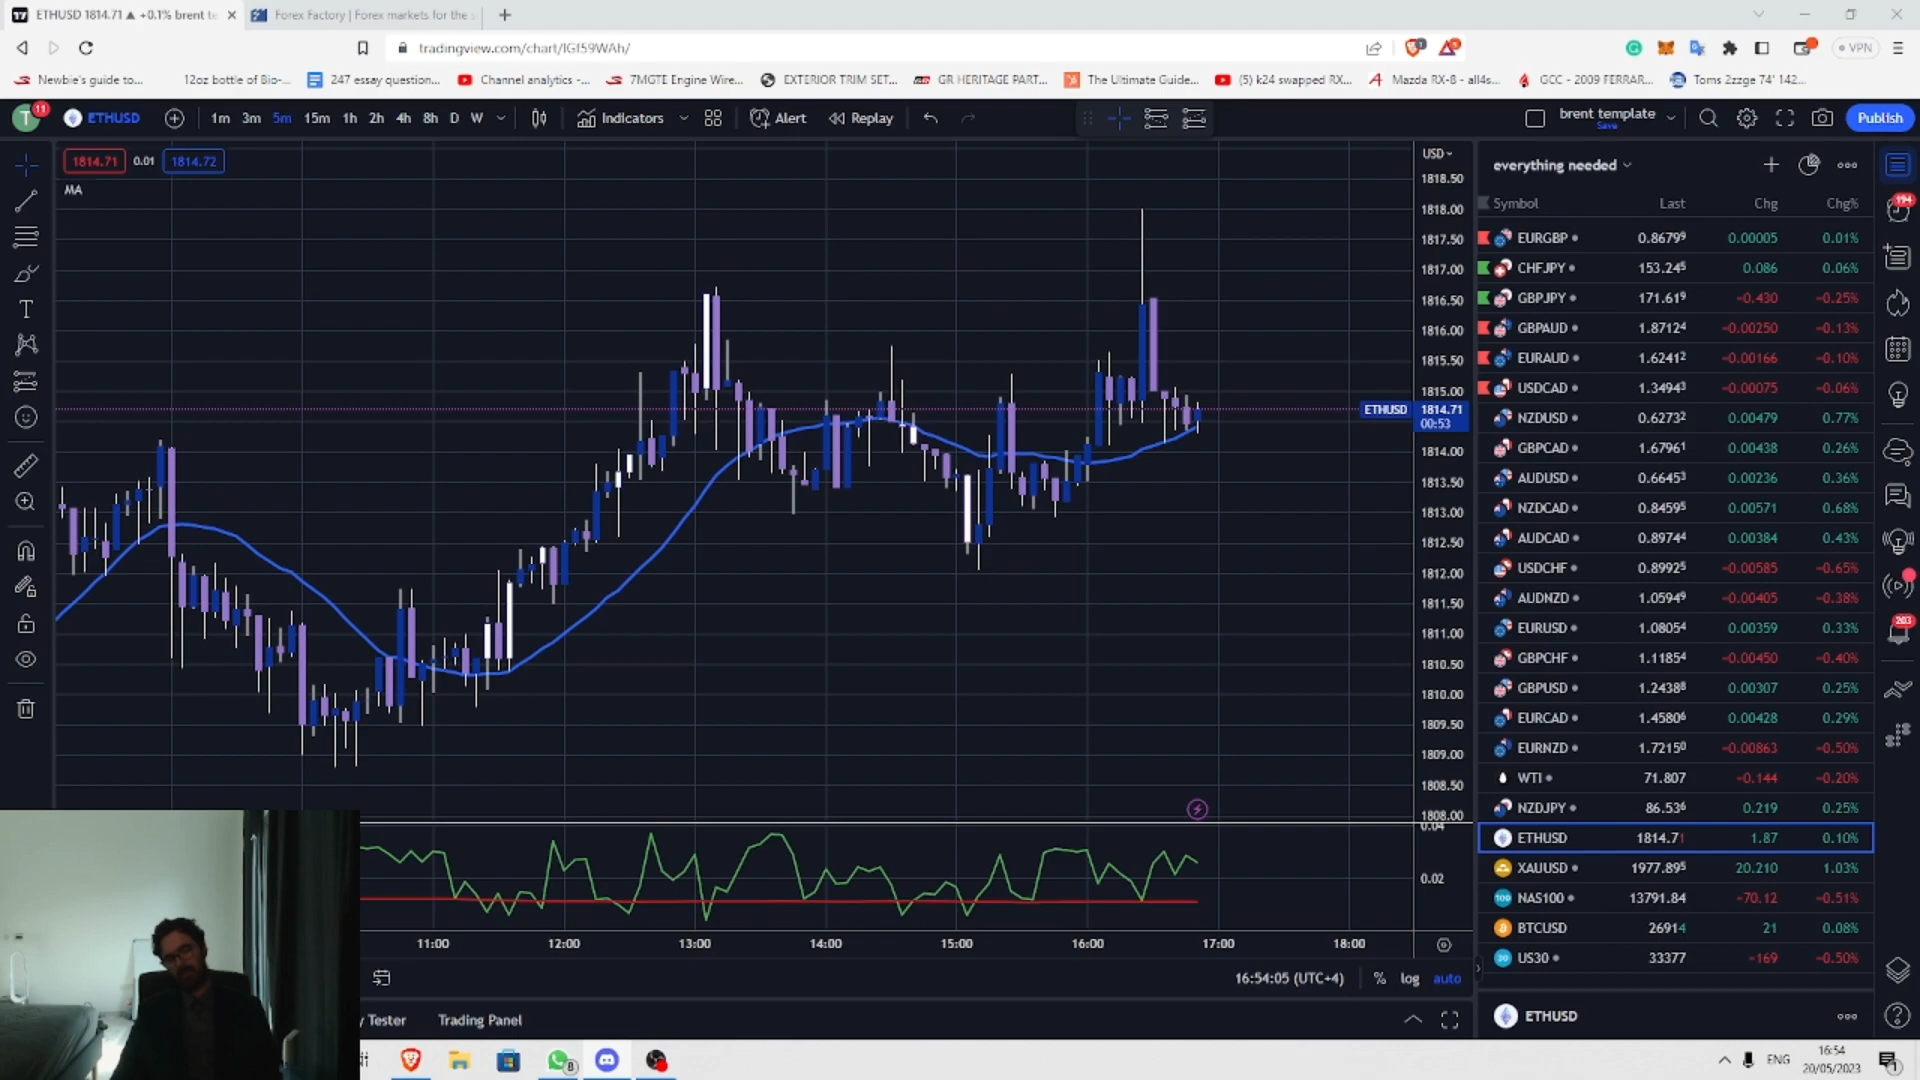 ETHUSD 1814.71 ▲ +0.1% brent te
Forex Factory | Forex markets for the s
tradingview.com/chart/IGf59WAh/
VPN
Newbie's guide to...
12oz bottle of Bio-...
247 essay question...
Channel analytics -...
7MGTE Engine Wire...
EXTERIOR TRIM SET...
GR HERITAGE PART...
The Ultimate Guide...
(5) k24 swapped RX...
Mazda RX-8 - all4s...
GCC - 2009 FERRAR...
Toms 2zzge 74' 142...
T 11
ETHUSD
1m 3m 5m 15m 1h 2h 4h 8h D W
Indicators
Alert
Replay
brent template
Save
Publish
1814.71 0.01 1814.72
MA
USD
1818.50
1818.00
1817.50
1817.00
1816.50
1816.00
1815.50
1815.00
ETHUSD 1814.71
00:53
1814.00
1813.50
1813.00
1812.50
1812.00
1811.50
1811.00
1810.50
1810.00
1809.50
1809.00
1808.50
1808.00
0.04
0.02
11:00 12:00 13:00 14:00 15:00 16:00 17:00 18:00
16:54:05 (UTC+4) % log auto
y Tester
Trading Panel
everything needed
Symbol Last Chg Chg%
EURGBP 0.86799 0.00005 0.01%
CHFJPY 153.245 0.086 0.06%
GBPJPY 171.619 −0.430 −0.25%
GBPAUD 1.87124 −0.00250 −0.13%
EURAUD 1.62412 −0.00166 −0.10%
USDCAD 1.34943 −0.00075 −0.06%
NZDUSD 0.62732 0.00479 0.77%
GBPCAD 1.67961 0.00438 0.26%
AUDUSD 0.66453 0.00236 0.36%
NZDCAD 0.84595 0.00571 0.68%
AUDCAD 0.89744 0.00384 0.43%
USDCHF 0.89925 −0.00585 −0.65%
AUDNZD 1.05949 −0.00405 −0.38%
EURUSD 1.08054 0.00359 0.33%
GBPCHF 1.11854 −0.00450 −0.40%
GBPUSD 1.24388 0.00307 0.25%
EURCAD 1.45806 0.00428 0.29%
EURNZD 1.72150 −0.00863 −0.50%
WTI 71.807 −0.144 −0.20%
NZDJPY 86.536 0.219 0.25%
ETHUSD 1814.71 1.87 0.10%
XAUUSD 1977.895 20.210 1.03%
NAS100 13791.84 −70.12 −0.51%
BTCUSD 26914 21 0.08%
US30 33377 −169 −0.50%
ETHUSD
194
203
ENG
16:54
20/05/2023